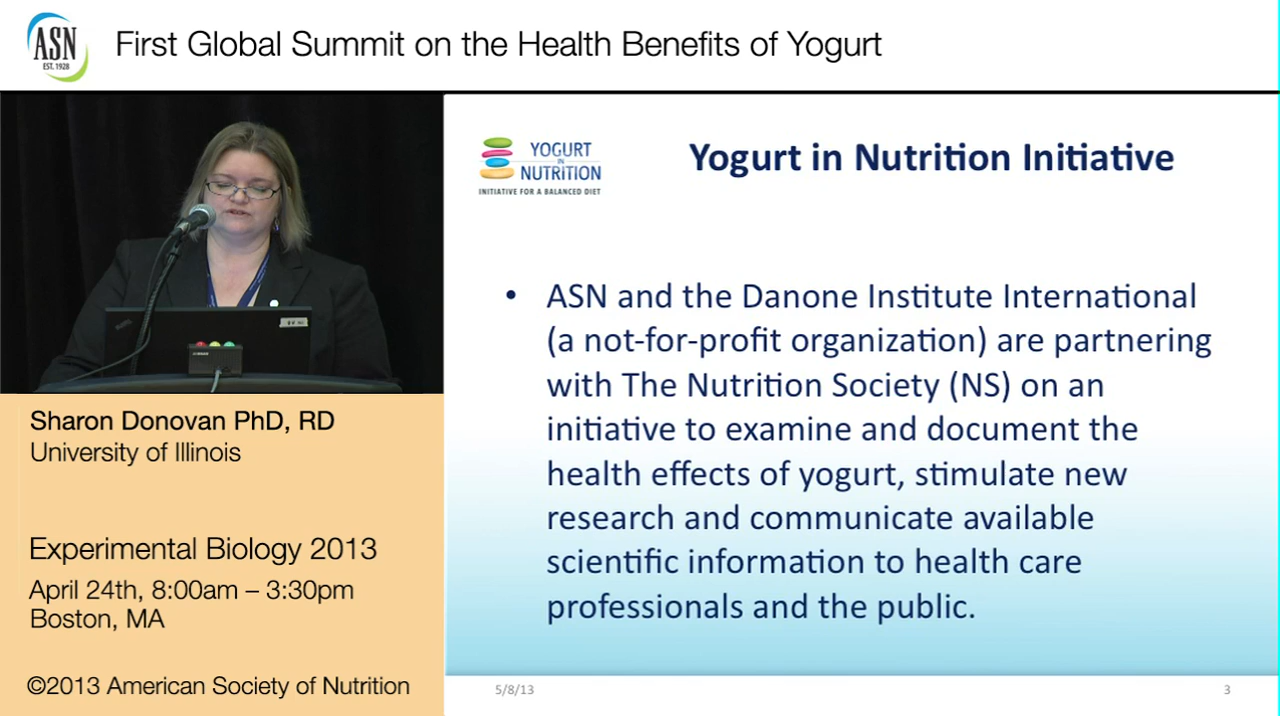 ASN
EST. 1928
First Global Summit on the Health Benefits of Yogurt
YOGURT
IN
NUTRITION
INITIATIVE FOR A BALANCED DIET
Yogurt in Nutrition Initiative
• ASN and the Danone Institute International
(a not-for-profit organization) are partnering
with The Nutrition Society (NS) on an
initiative to examine and document the
health effects of yogurt, stimulate new
research and communicate available
scientific information to health care
professionals and the public.
5/8/13
3
Sharon Donovan PhD, RD
University of Illinois
Experimental Biology 2013
April 24th, 8:00am – 3:30pm
Boston, MA
©2013 American Society of Nutrition